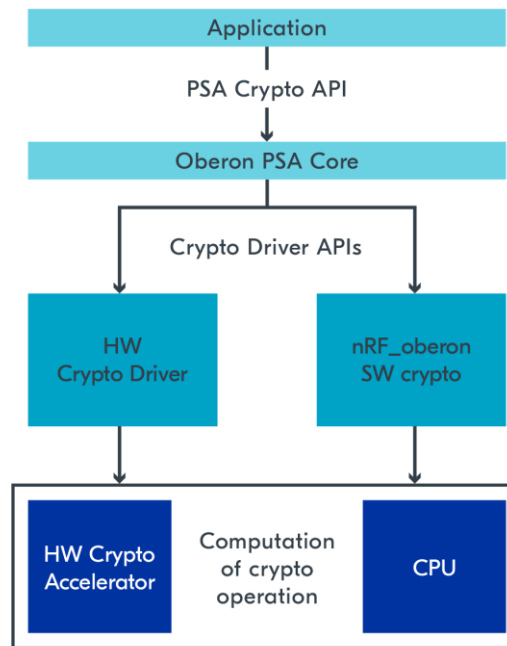 Application
PSA Crypto API
Oberon PSA Core
Crypto Driver APIs
HW
Crypto Driver
nRF_oberon
SW crypto
HW Crypto
Accelerator
Computation
of crypto
operation
CPU